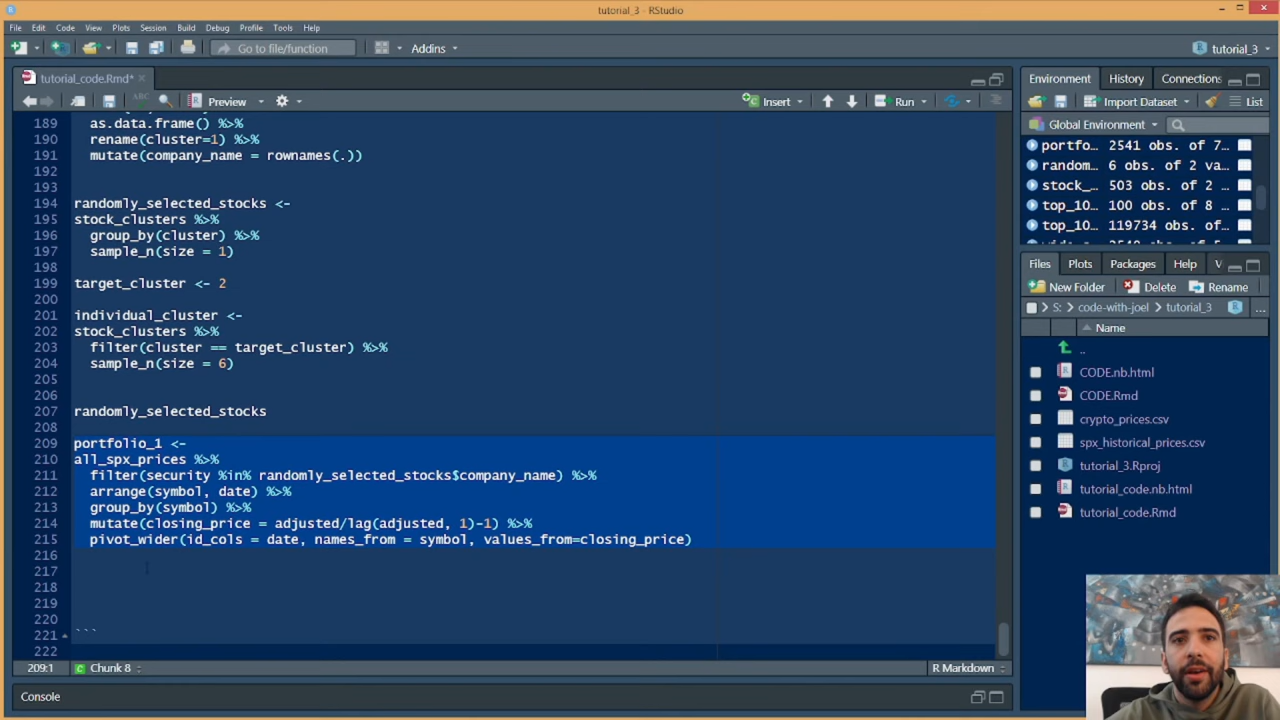 tutorial_3 - RStudio
File Edit Code View Plots Session Build Debug Profile Tools Help
Go to file/function Addins tutorial_3
tutorial_code.Rmd*
ABC Preview Insert Run
189 as.data.frame() %>%
190 rename(cluster=1) %>%
191 mutate(company_name = rownames(.))
192
193
194 randomly_selected_stocks <-
195 stock_clusters %>%
196 group_by(cluster) %>%
197 sample_n(size = 1)
198
199 target_cluster <- 2
200
201 individual_cluster <-
202 stock_clusters %>%
203 filter(cluster == target_cluster) %>%
204 sample_n(size = 6)
205
206
207 randomly_selected_stocks
208
209 portfolio_1 <-
210 all_spx_prices %>%
211 filter(security %in% randomly_selected_stocks$company_name) %>%
212 arrange(symbol, date) %>%
213 group_by(symbol) %>%
214 mutate(closing_price = adjusted/lag(adjusted, 1)-1) %>%
215 pivot_wider(id_cols = date, names_from = symbol, values_from=closing_price)
216
217
218
219
220
221 ```
222
209:1 Chunk 8 R Markdown
Console
Environment History Connections
Import Dataset List
Global Environment
portfo… 2541 obs. of 7…
random… 6 obs. of 2 va…
stock_… 503 obs. of 2
top_10… 100 obs. of 8
top_10… 119734 obs. of…
Files Plots Packages Help V
New Folder Delete Rename
S: > code-with-joel > tutorial_3 ...
Name
..
CODE.nb.html
CODE.Rmd
crypto_prices.csv
spx_historical_prices.csv
tutorial_3.Rproj
tutorial_code.nb.html
tutorial_code.Rmd